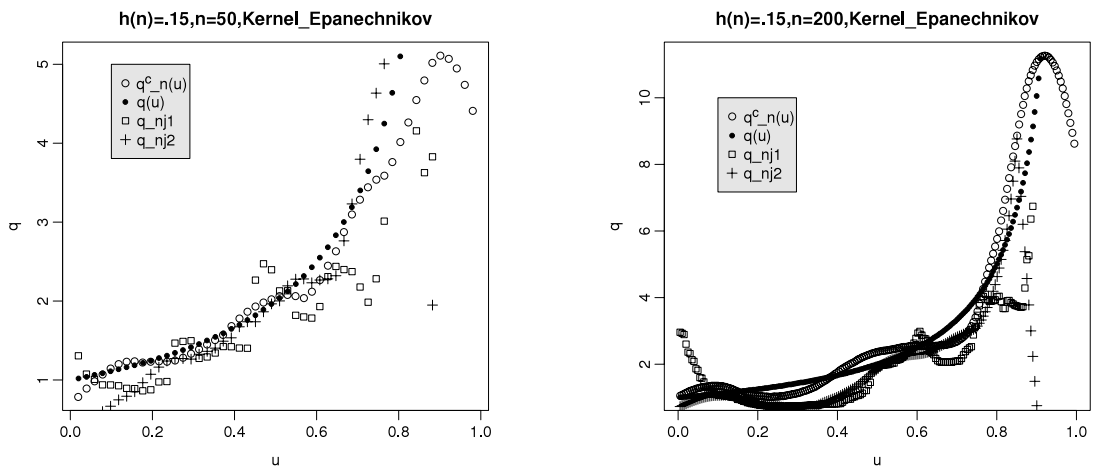 h(n)=.15,n=50,Kernel_Epanechnikov
q^c_n(u)
q(u)
q_nj1
q_nj2
q
5
4
3
2
1
0.0 0.2 0.4 0.6 0.8 1.0
u
h(n)=.15,n=200,Kernel_Epanechnikov
q^c_n(u)
q(u)
q_nj1
q_nj2
q
10
8
6
4
2
0.0 0.2 0.4 0.6 0.8 1.0
u